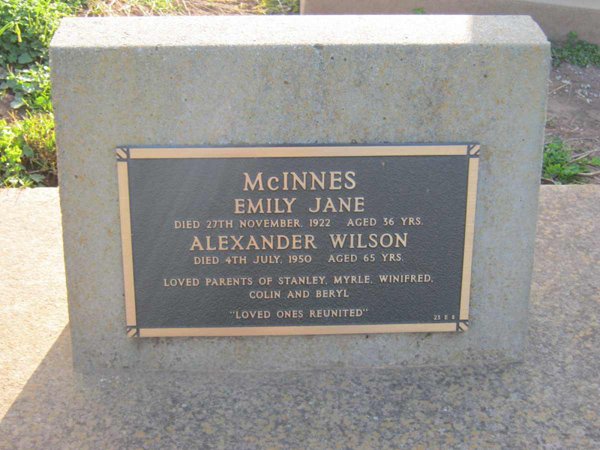 McINNES
EMILY JANE
DIED 27TH NOVEMBER, 1922 AGED 36 YRS.
ALEXANDER WILSON
DIED 4TH JULY, 1950 AGED 65 YRS.
LOVED PARENTS OF STANLEY, MYRLE, WINIFRED,
COLIN AND BERYL
"LOVED ONES REUNITED"